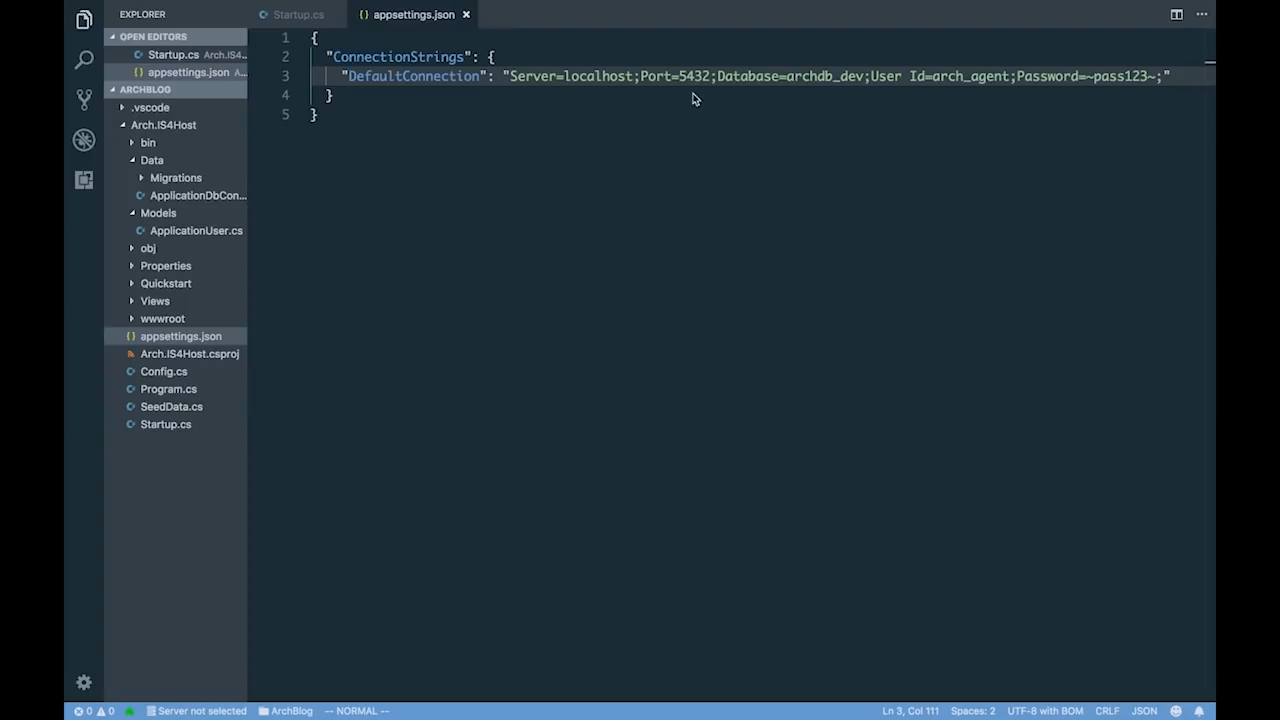 EXPLORER
OPEN EDITORS
Startup.cs Arch.IS4...
appsettings.json A...
ARCHBLOG
.vscode
Arch.IS4Host
bin
Data
Migrations
ApplicationDbCon...
Models
ApplicationUser.cs
obj
Properties
Quickstart
Views
wwwroot
appsettings.json
Arch.IS4Host.csproj
Config.cs
Program.cs
SeedData.cs
Startup.cs
Startup.cs
{} appsettings.json ×
1 {
2 "ConnectionStrings": {
3 "DefaultConnection": "Server=localhost;Port=5432;Database=archdb_dev;User Id=arch_agent;Password=~pass123~;"
4 }
5 }
0 0 Server not selected ArchBlog -- NORMAL -- Ln 3, Col 111 Spaces: 2 UTF-8 with BOM CRLF JSON